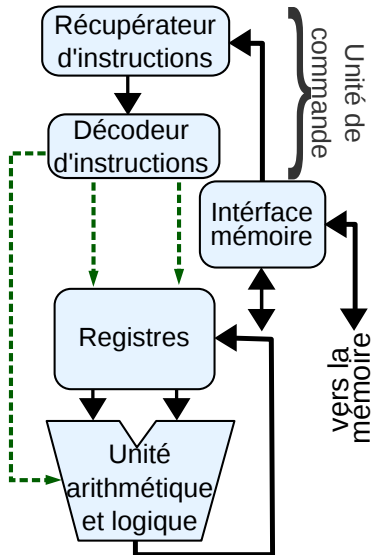 Récupérateur
d'instructions
Unité de
commande
Décodeur
d'instructions
Intérface
mémoire
Registres
vers la
mémoire
Unité
arithmétique
et logique